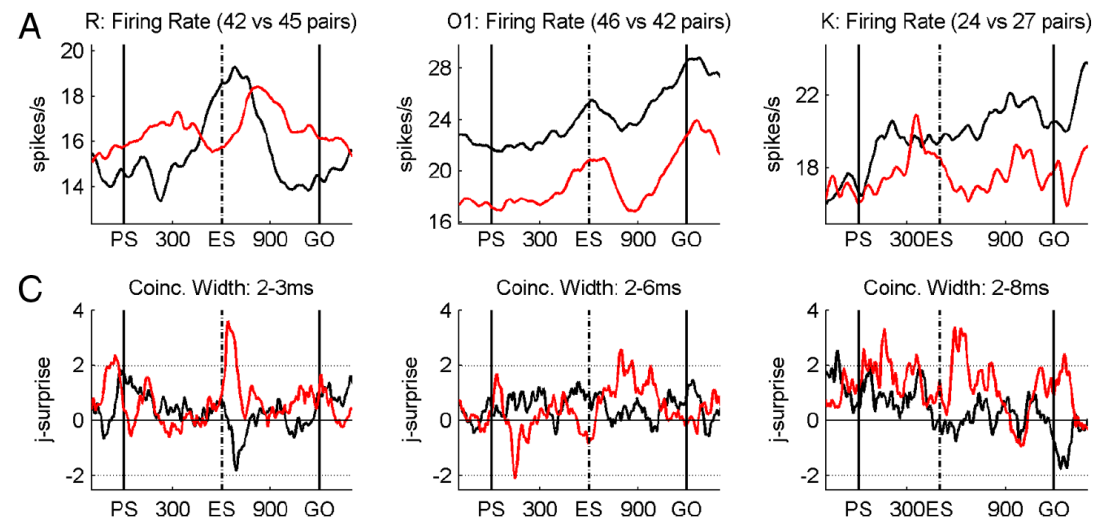 A
R: Firing Rate (42 vs 45 pairs)
O1: Firing Rate (46 vs 42 pairs)
K: Firing Rate (24 vs 27 pairs)
spikes/s
20
18
16
14
PS 300 ES 900 GO
spikes/s
28
24
20
16
PS 300 ES 900 GO
spikes/s
22
18
PS 300 ES 900 GO
C
Coinc. Width: 2-3ms
Coinc. Width: 2-6ms
Coinc. Width: 2-8ms
j-surprise
4
2
0
-2
PS 300 ES 900 GO
j-surprise
4
2
0
-2
PS 300 ES 900 GO
j-surprise
4
2
0
-2
PS 300 ES 900 GO